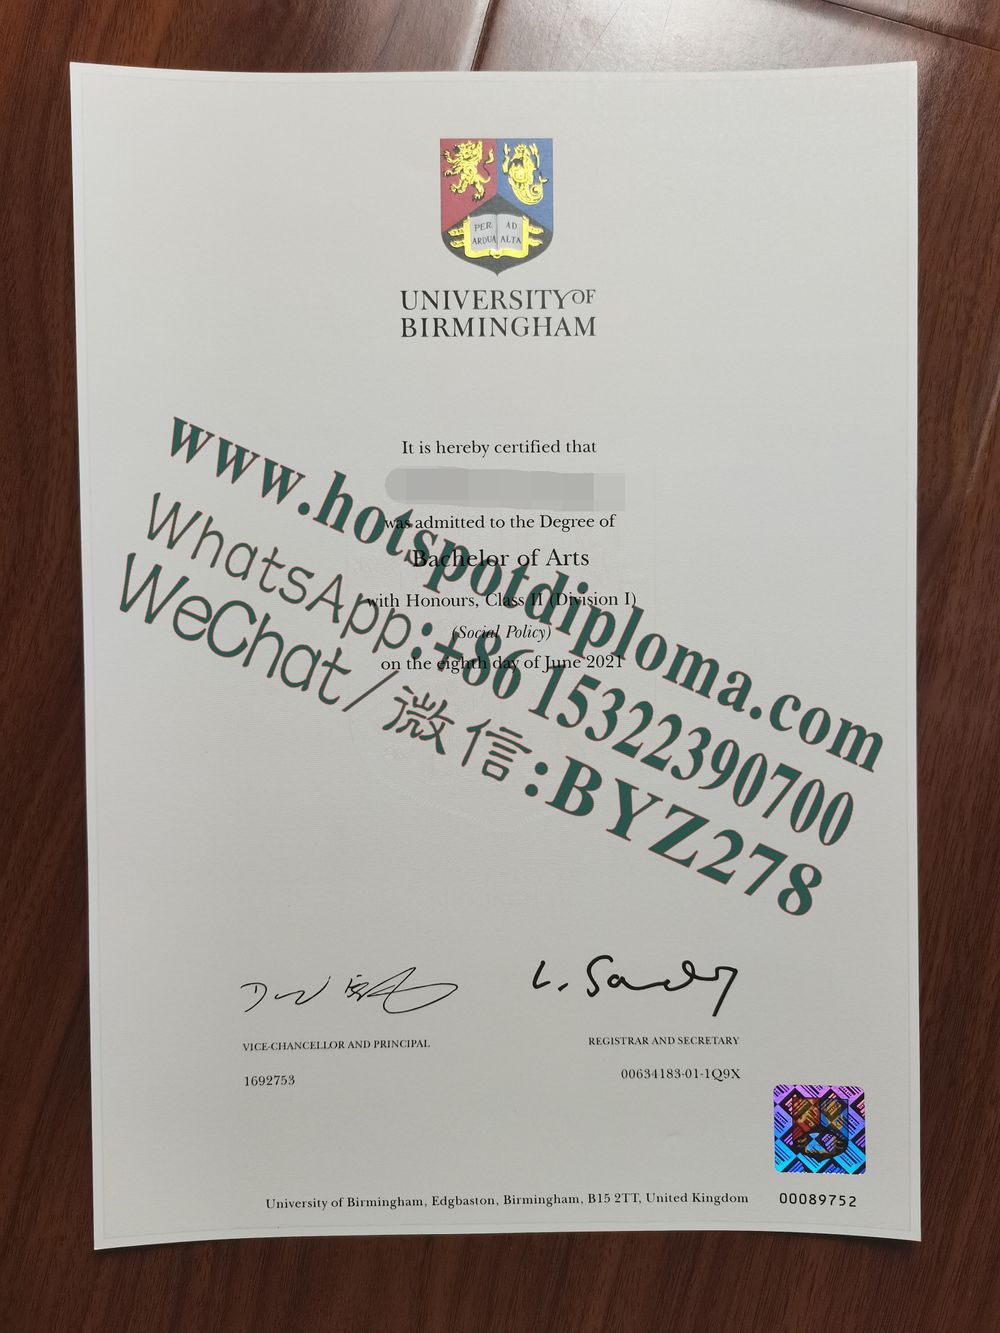 PER AD
ARDUA ALTA
UNIVERSITY OF
BIRMINGHAM
It is hereby certified that
was admitted to the Degree of
Bachelor of Arts
with Honours, Class II (Division I)
(Social Policy)
on the eighth day of June 2021
www.hotspotdiploma.com
WhatsApp:+86 15322390700
WeChat/微信:BYZ278
L. Sandy
VICE-CHANCELLOR AND PRINCIPAL
REGISTRAR AND SECRETARY
1692753
00634183-01-1Q9X
University of Birmingham, Edgbaston, Birmingham, B15 2TT, United Kingdom
00089752